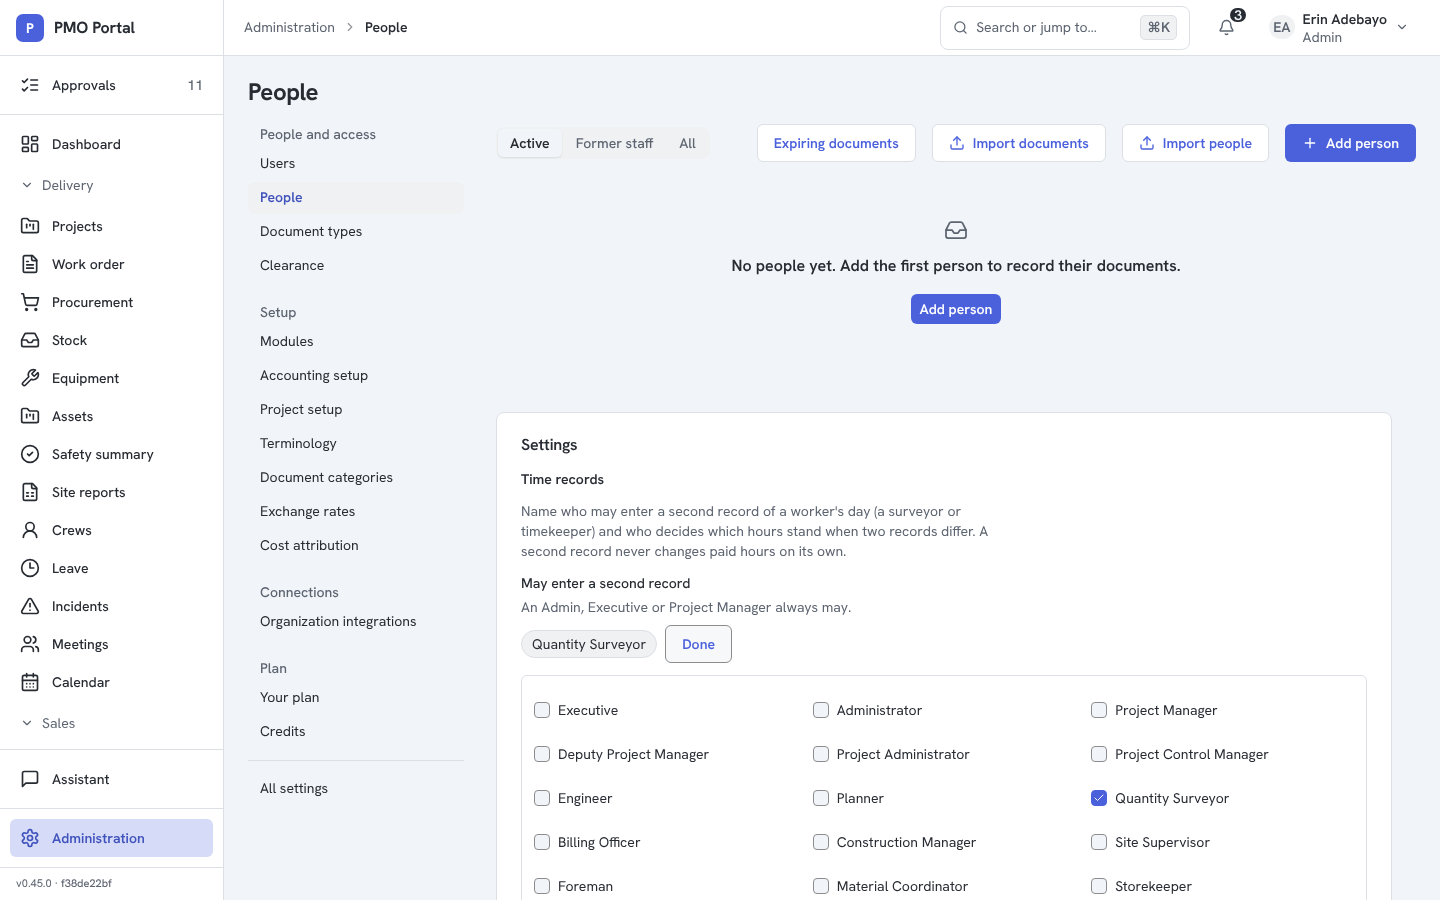 P PMO Portal
Administration > People
Search or jump to... ⌘K
3
EA
Erin Adebayo
Admin
Approvals 11
Dashboard
Delivery
Projects
Work order
Procurement
Stock
Equipment
Assets
Safety summary
Site reports
Crews
Leave
Incidents
Meetings
Calendar
Sales
Assistant
Administration
v0.45.0 · f38de22bf
People
People and access
Users
People
Document types
Clearance
Setup
Modules
Accounting setup
Project setup
Terminology
Document categories
Exchange rates
Cost attribution
Connections
Organization integrations
Plan
Your plan
Credits
All settings
Active Former staff All
Expiring documents Import documents Import people Add person
No people yet. Add the first person to record their documents.
Add person
Settings
Time records
Name who may enter a second record of a worker's day (a surveyor or
timekeeper) and who decides which hours stand when two records differ. A
second record never changes paid hours on its own.
May enter a second record
An Admin, Executive or Project Manager always may.
Quantity Surveyor Done
Executive Administrator Project Manager
Deputy Project Manager Project Administrator Project Control Manager
Engineer Planner Quantity Surveyor
Billing Officer Construction Manager Site Supervisor
Foreman Material Coordinator Storekeeper